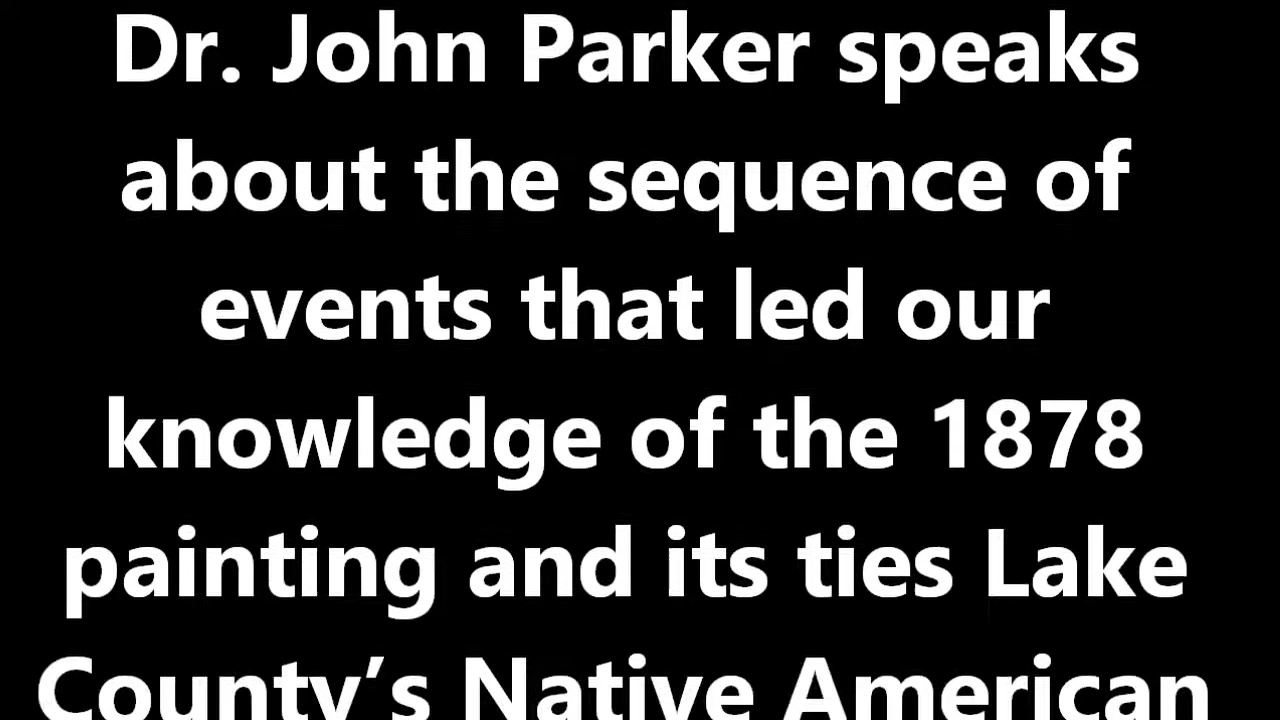 Dr. John Parker speaks
about the sequence of
events that led our
knowledge of the 1878
painting and its ties Lake
County’s Native American